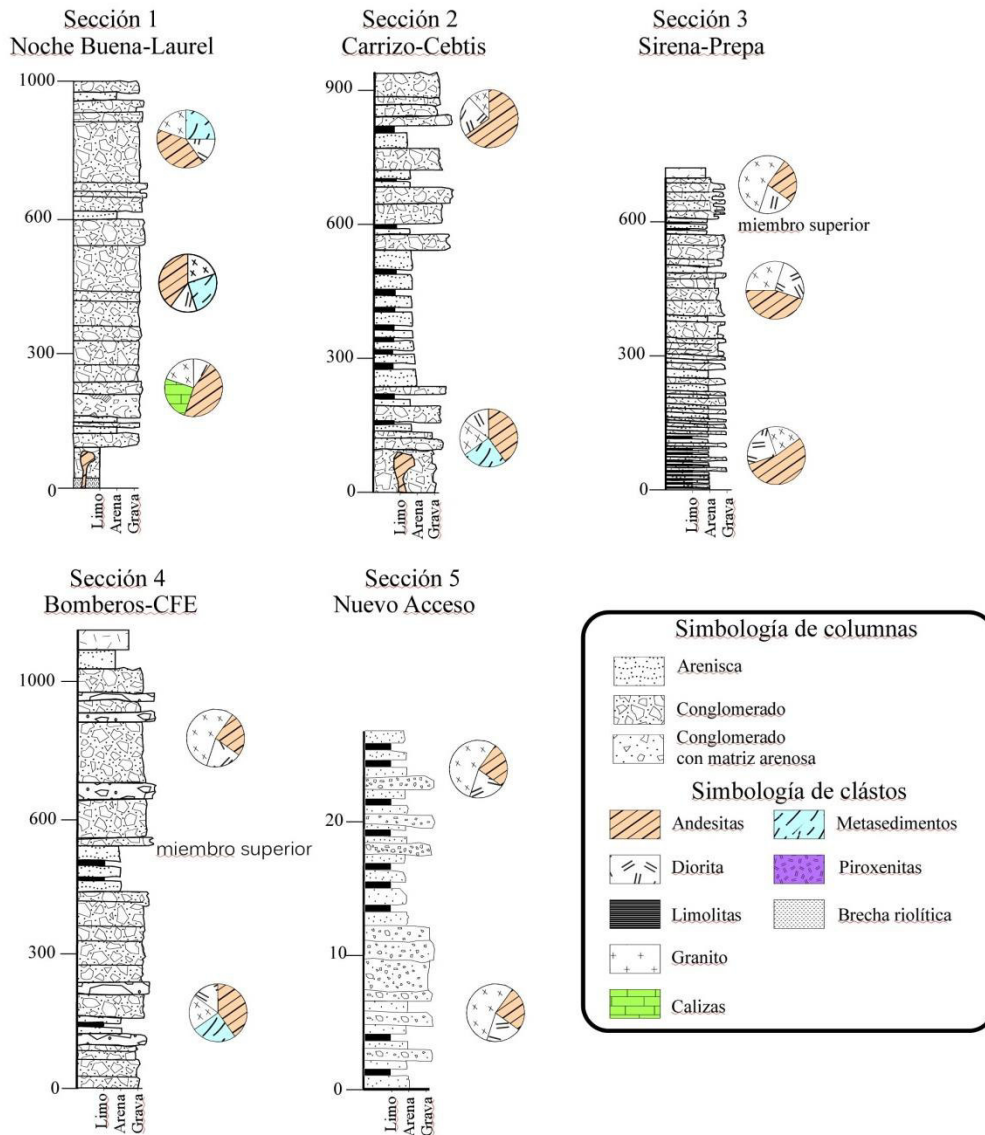 Sección 1
Noche Buena-Laurel
1000
600
300
0
Limo
Arena
Grava
Sección 2
Carrizo-Cebtis
900
600
300
0
Limo
Arena
Grava
Sección 3
Sirena-Prepa
miembro superior
600
300
0
Limo
Arena
Grava
Sección 4
Bomberos-CFE
1000
600
miembro superior
300
0
Limo
Arena
Grava
Sección 5
Nuevo Acceso
20
10
0
Limo
Arena
Grava
Simbología de columnas
Arenisca
Conglomerado
Conglomerado
con matriz arenosa
Simbología de clástos
Andesitas
Metasedimentos
Diorita
Piroxenitas
Limolitas
Brecha riolítica
Granito
Calizas